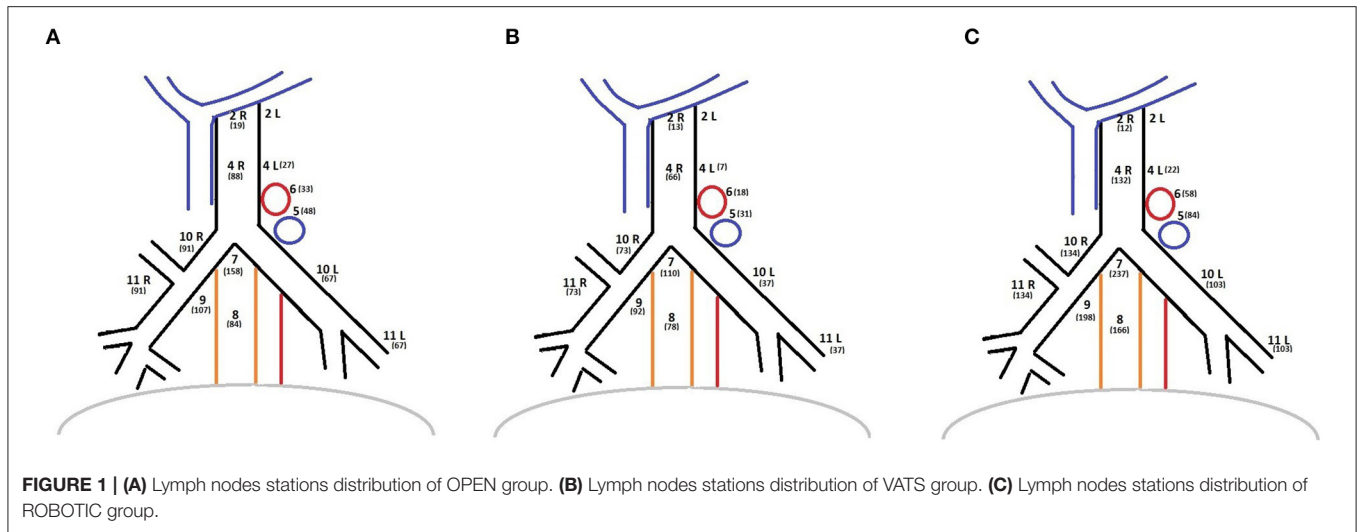 A
B
C
2 R
(19)
2 L
4 R
(88)
4 L (27)
6 (33)
5 (48)
10 R
(91)
7
(158)
10 L
(67)
11 R
(91)
9
(107)
8
(84)
11 L
(67)
2 R
(13)
2 L
4 R
(66)
4 L (7)
6 (18)
5 (31)
10 R
(73)
7
(110)
10 L
(37)
11 R
(73)
9
(92)
8
(78)
11 L
(37)
2 R
(12)
2 L
4 R
(132)
4 L (22)
6 (58)
5 (84)
10 R
(134)
7
(237)
10 L
(103)
11 R
(134)
9
(198)
8
(166)
11 L
(103)
FIGURE 1 | (A) Lymph nodes stations distribution of OPEN group. (B) Lymph nodes stations distribution of VATS group. (C) Lymph nodes stations distribution of
ROBOTIC group.